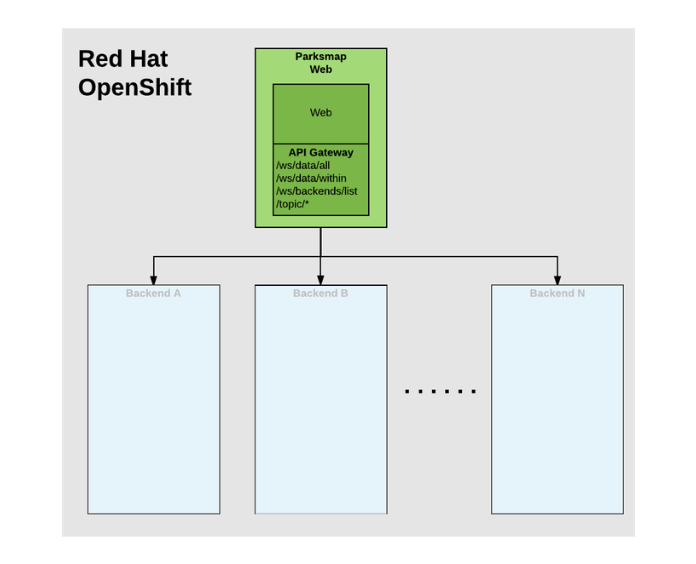 Red Hat
OpenShift
Parksmap
Web
Web
API Gateway
/ws/data/all
/ws/data/within
/ws/backends/list
/topic/*
Backend A
Backend B
Backend N
. . . . . .